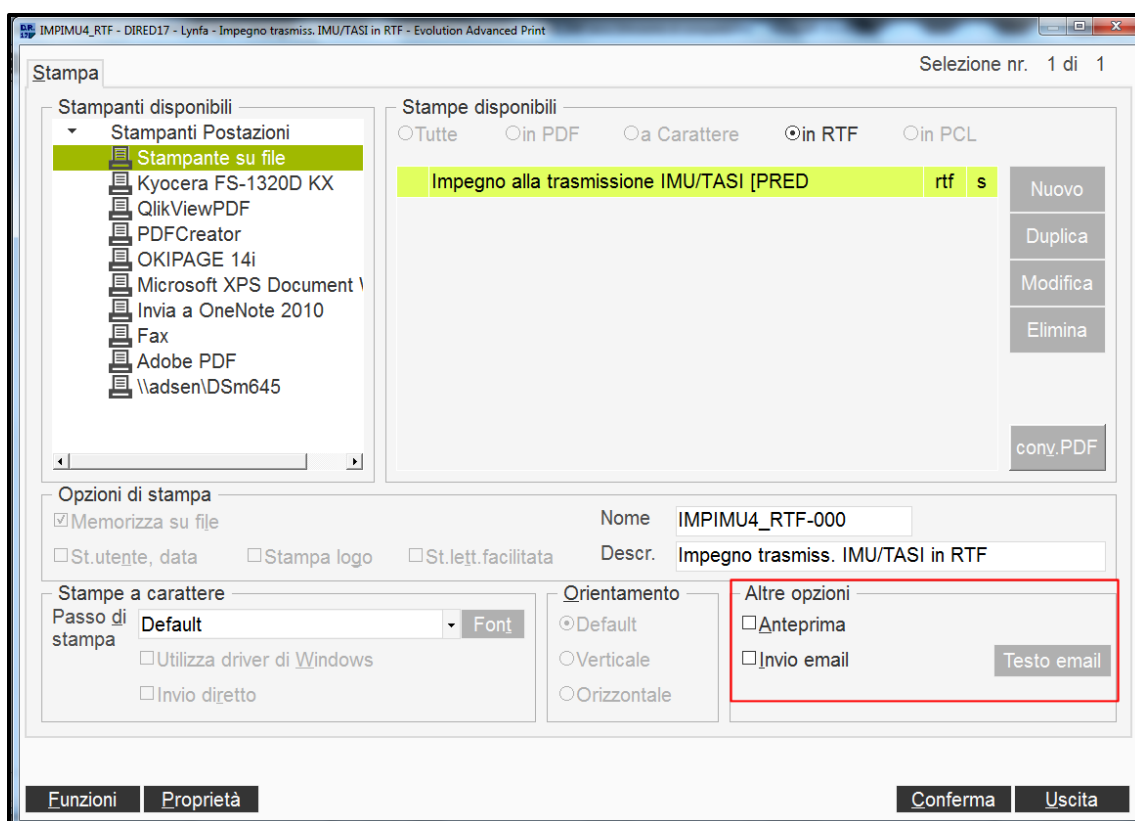 IMPIMU4_RTF - DIRED17 - Lynfa - Impegno trasmiss. IMU/TASI in RTF - Evolution Advanced Print
Selezione nr. 1 di 1
Stampa
Stampanti disponibili
Stampanti Postazioni
Stampante su file
Kyocera FS-1320D KX
QlikViewPDF
PDFCreator
OKIPAGE 14i
Microsoft XPS Document
Invia a OneNote 2010
Fax
Adobe PDF
\\adsen\DSm645
Stampe disponibili
Tutte in PDF a Carattere in RTF in PCL
Impegno alla trasmissione IMU/TASI [PRED rtf s
Nuovo
Duplica
Modifica
Elimina
conv.PDF
Opzioni di stampa
Memorizza su file
St.utente, data Stampa logo St.lett.facilitata
Nome IMPIMU4_RTF-000
Descr. Impegno trasmiss. IMU/TASI in RTF
Stampe a carattere
Passo di
stampa
Default Font
Utilizza driver di Windows
Invio diretto
Orientamento
Default
Verticale
Orizzontale
Altre opzioni
Anteprima
Invio email Testo email
Funzioni Proprietà Conferma Uscita